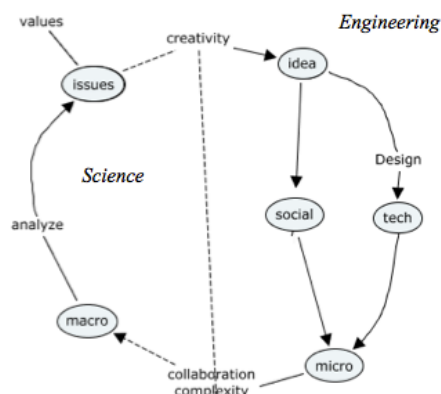 values
creativity
Engineering
issues
idea
Science
Design
social
tech
analyze
macro
micro
collaboration
complexity